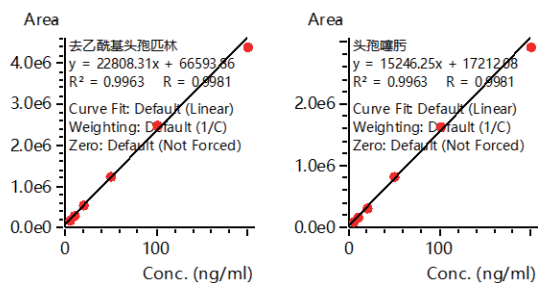 Area
去乙酰基头孢匹林
y = 22808.31x + 66593.86
R² = 0.9963 R = 0.9981
Curve Fit: Default (Linear)
Weighting: Default (1/C)
Zero: Default (Not Forced)
4.0e6
3.0e6
2.0e6
1.0e6
0.0e0
0
100
Conc. (ng/ml)
Area
头孢噻肟
y = 15246.25x + 17212.08
R² = 0.9963 R = 0.9981
Curve Fit: Default (Linear)
Weighting: Default (1/C)
Zero: Default (Not Forced)
2.0e6
1.0e6
0.0e0
0
100
Conc. (ng/ml)